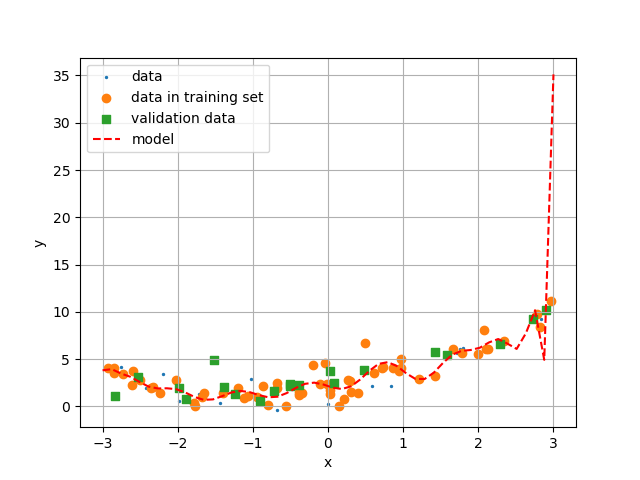 data
data in training set
validation data
model
35
30
25
20
15
10
5
0
y
−3
−2
−1
0
1
2
3
x